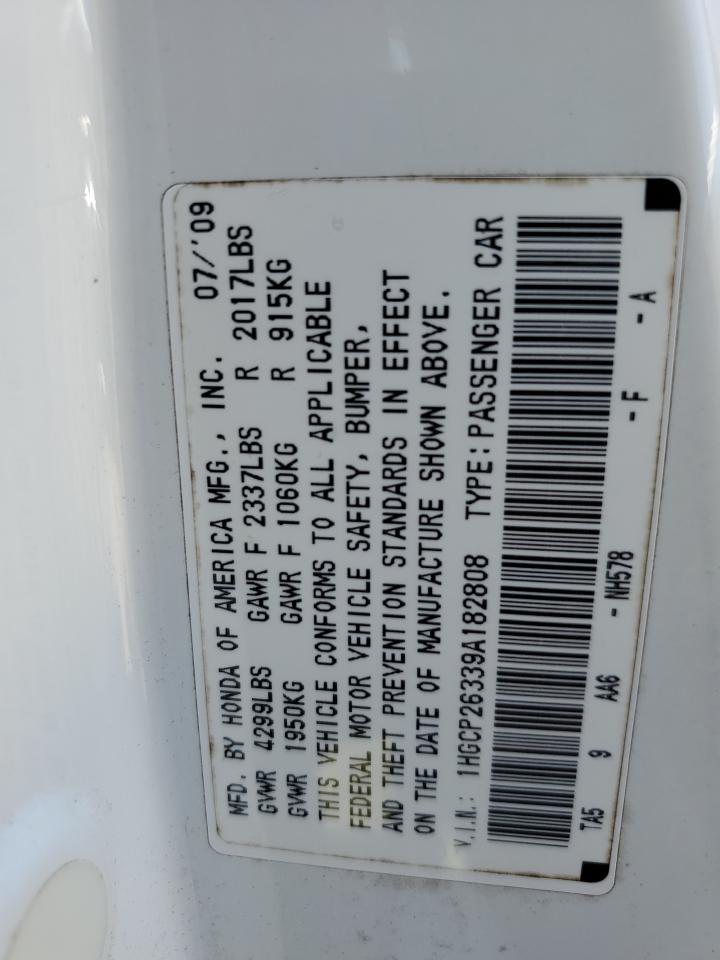 MFD. BY HONDA OF AMERICA MFG., INC. 07/'09
GVWR 4299LBS GAWR F 2337LBS R 2017LBS
GVWR 1950KG GAWR F 1060KG R 915KG
THIS VEHICLE CONFORMS TO ALL APPLICABLE
FEDERAL MOTOR VEHICLE SAFETY, BUMPER,
AND THEFT PREVENTION STANDARDS IN EFFECT
ON THE DATE OF MANUFACTURE SHOWN ABOVE.
V.I.N.: 1HGCP26339A182808 TYPE:PASSENGER CAR
TA5 9 AA6 - NH578 - F - A